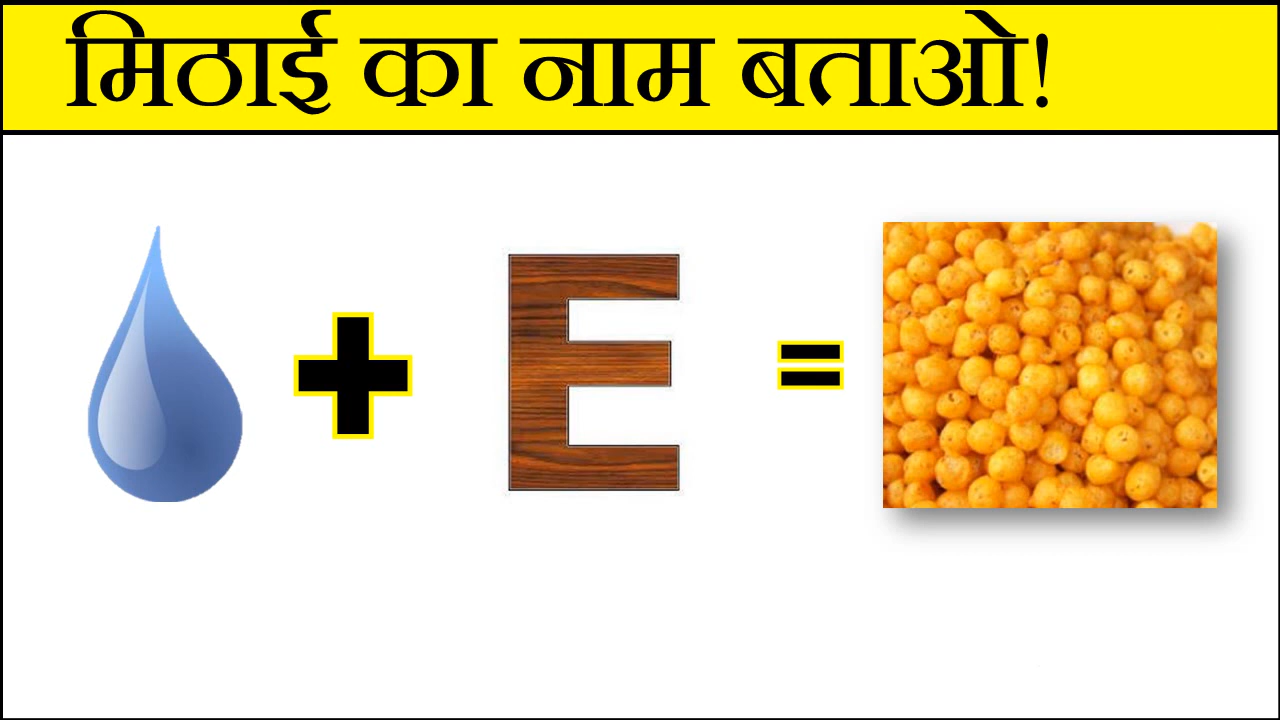 मिठाई का नाम बताओ!
+ E =